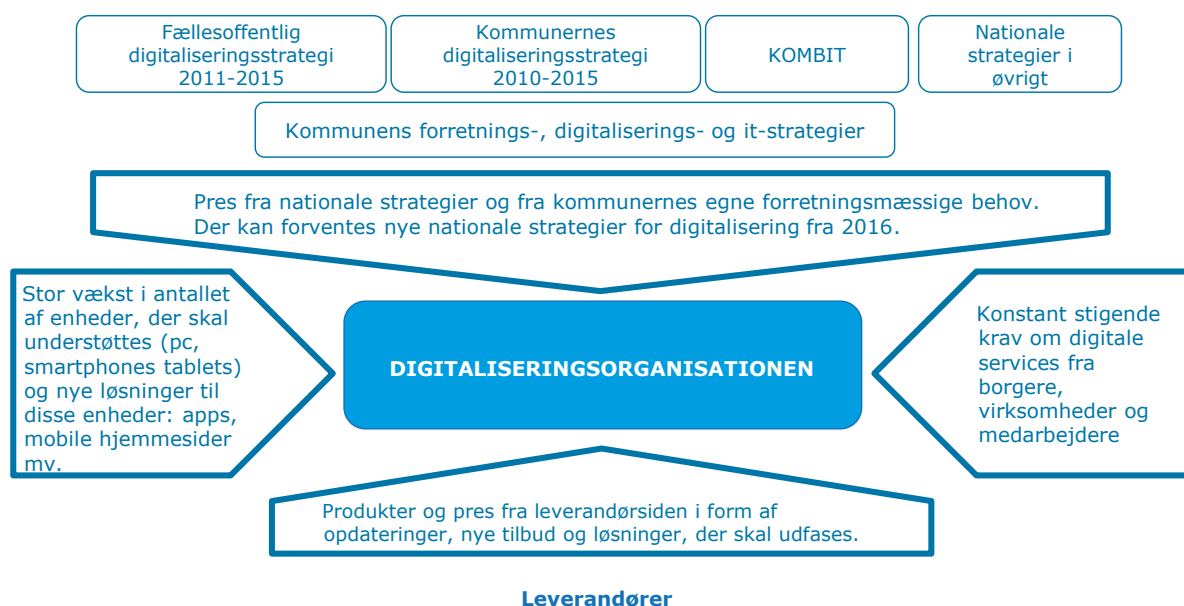 Fællesoffentlig
digitaliseringsstrategi
2011-2015
Kommunernes
digitaliseringsstrategi
2010-2015
KOMBIT
Nationale
strategier i
øvrigt
Kommunens forretnings-, digitaliserings- og it-strategier
Pres fra nationale strategier og fra kommunernes egne forretningsmæssige behov.
Der kan forventes nye nationale strategier for digitalisering fra 2016.
Stor vækst i antallet
af enheder, der skal
understøttes (pc,
smartphones tablets)
og nye løsninger til
disse enheder: apps,
mobile hjemmesider
mv.
DIGITALISERINGSORGANISATIONEN
Konstant stigende
krav om digitale
services fra
borgere,
virksomheder og
medarbejdere
Produkter og pres fra leverandørsiden i form af
opdateringer, nye tilbud og løsninger, der skal udfases.
Leverandører